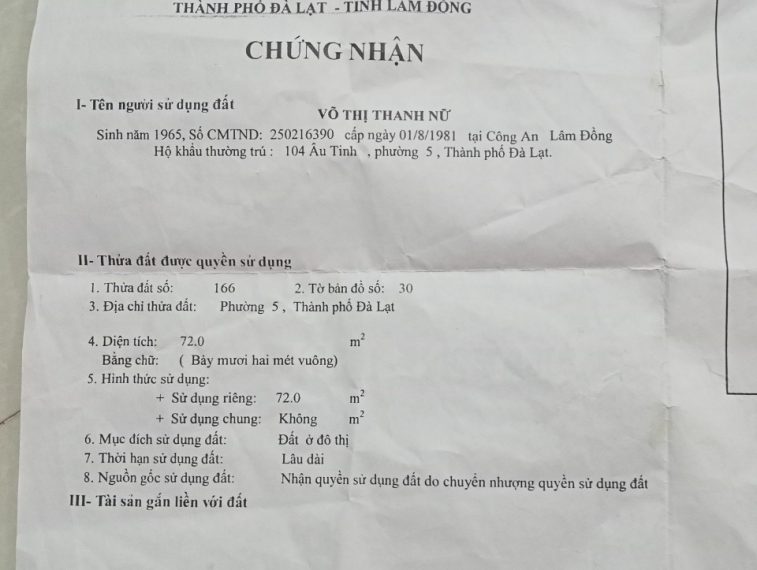 THÀNH PHỐ ĐÀ LẠT - TỈNH LÂM ĐỒNG
CHỨNG NHẬN
I- Tên người sử dụng đất
VÕ THỊ THANH NỮ
Sinh năm 1965, Số CMTND: 250216390 cấp ngày 01/8/1981 tại Công An Lâm Đồng
Hộ khẩu thường trú : 104 Âu Tinh , phường 5 , Thành phố Đà Lạt.
II- Thửa đất được quyền sử dụng
1. Thửa đất số: 166 2. Tờ bản đồ số: 30
3. Địa chỉ thửa đất: Phường 5 , Thành phố Đà Lạt
4. Diện tích: 72.0 m²
Bằng chữ: ( Bảy mươi hai mét vuông)
5. Hình thức sử dụng:
+ Sử dụng riêng: 72.0 m²
+ Sử dụng chung: Không m²
6. Mục đích sử dụng đất: Đất ở đô thị
7. Thời hạn sử dụng đất: Lâu dài
8. Nguồn gốc sử dụng đất: Nhận quyền sử dụng đất do chuyển nhượng quyền sử dụng đất
III- Tài sản gắn liền với đất